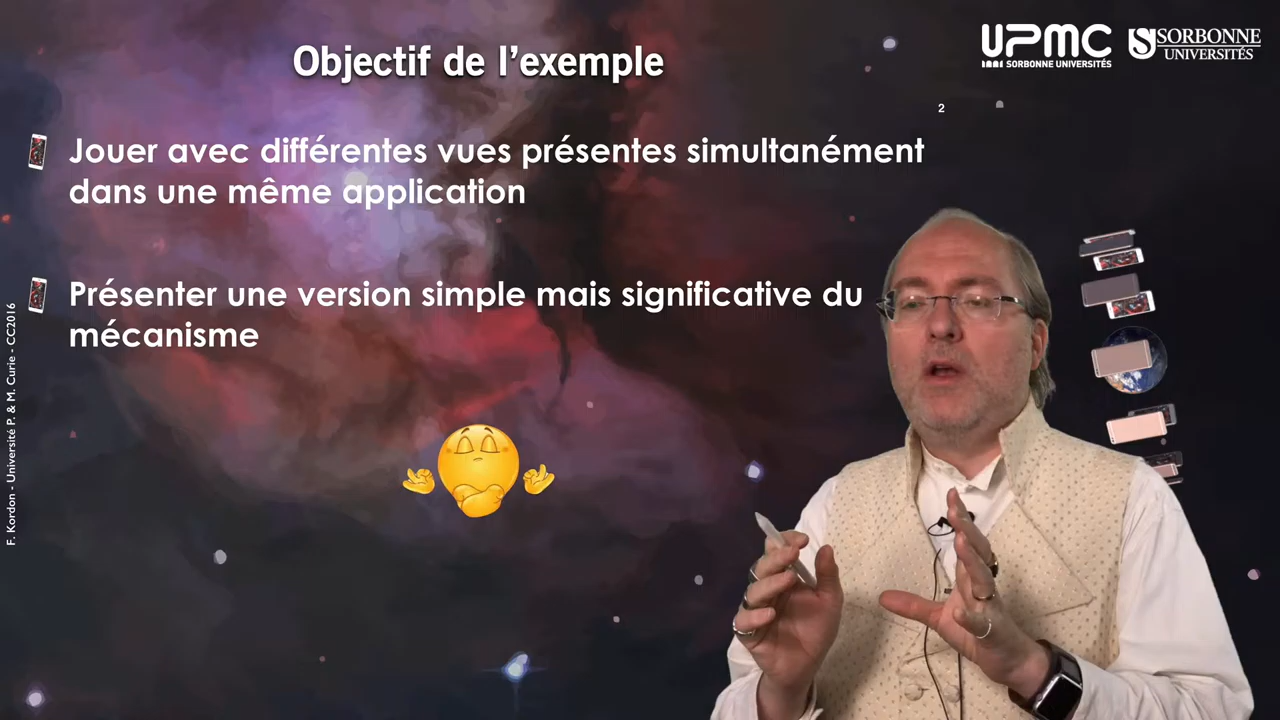 Objectif de l'exemple
UPMC
SORBONNE UNIVERSITÉS
SORBONNE
UNIVERSITÉS
2
Jouer avec différentes vues présentes simultanément
dans une même application
Présenter une version simple mais significative du
mécanisme
F. Kordon - Université P. & M. Curie - CC2016